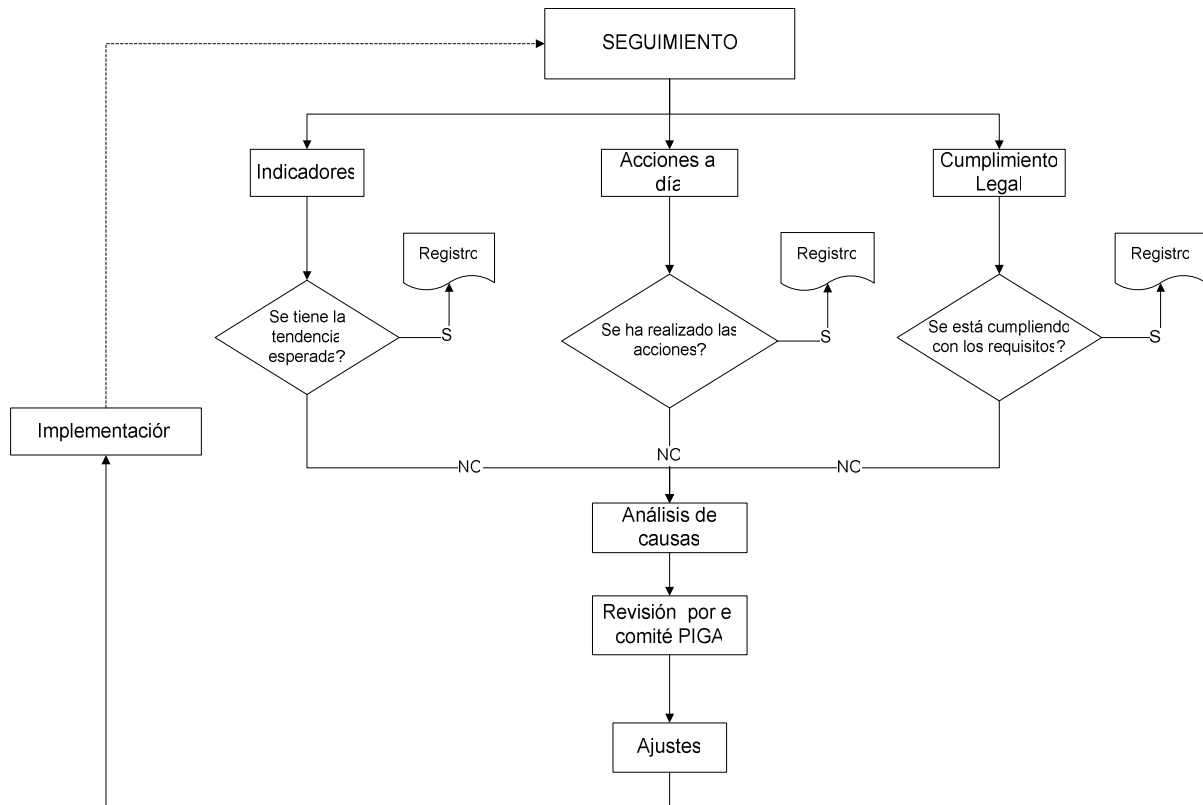 SEGUIMIENTO
Indicadores
Acciones a
día
Cumplimiento
Legal
Registro
Registro
Registro
Se tiene la
tendencia
esperada?
S
Se ha realizado las
acciones?
S
Se está cumpliendo
con los requisitos?
S
Implementación
NO
NO
NO
Análisis de
causas
Revisión por e
comité PIGA
Ajustes